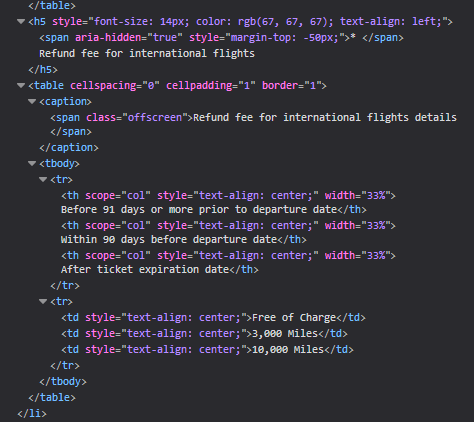 </table>
<h5 style="font-size: 14px; color: rgb(67, 67, 67); text-align: left;">
<span aria-hidden="true" style="margin-top: -50px;">* </span>
Refund fee for international flights
</h5>
<table cellspacing="0" cellpadding="1" border="1">
<caption>
<span class="offscreen">Refund fee for international flights details
</span>
</caption>
<tbody>
<tr>
<th scope="col" style="text-align: center;" width="33%">
Before 91 days or more prior to departure date</th>
<th scope="col" style="text-align: center;" width="33%">
Within 90 days before departure date</th>
<th scope="col" style="text-align: center;" width="33%">
After ticket expiration date</th>
</tr>
<tr>
<td style="text-align: center;">Free of Charge</td>
<td style="text-align: center;">3,000 Miles</td>
<td style="text-align: center;">10,000 Miles</td>
</tr>
</tbody>
</table>
</li>